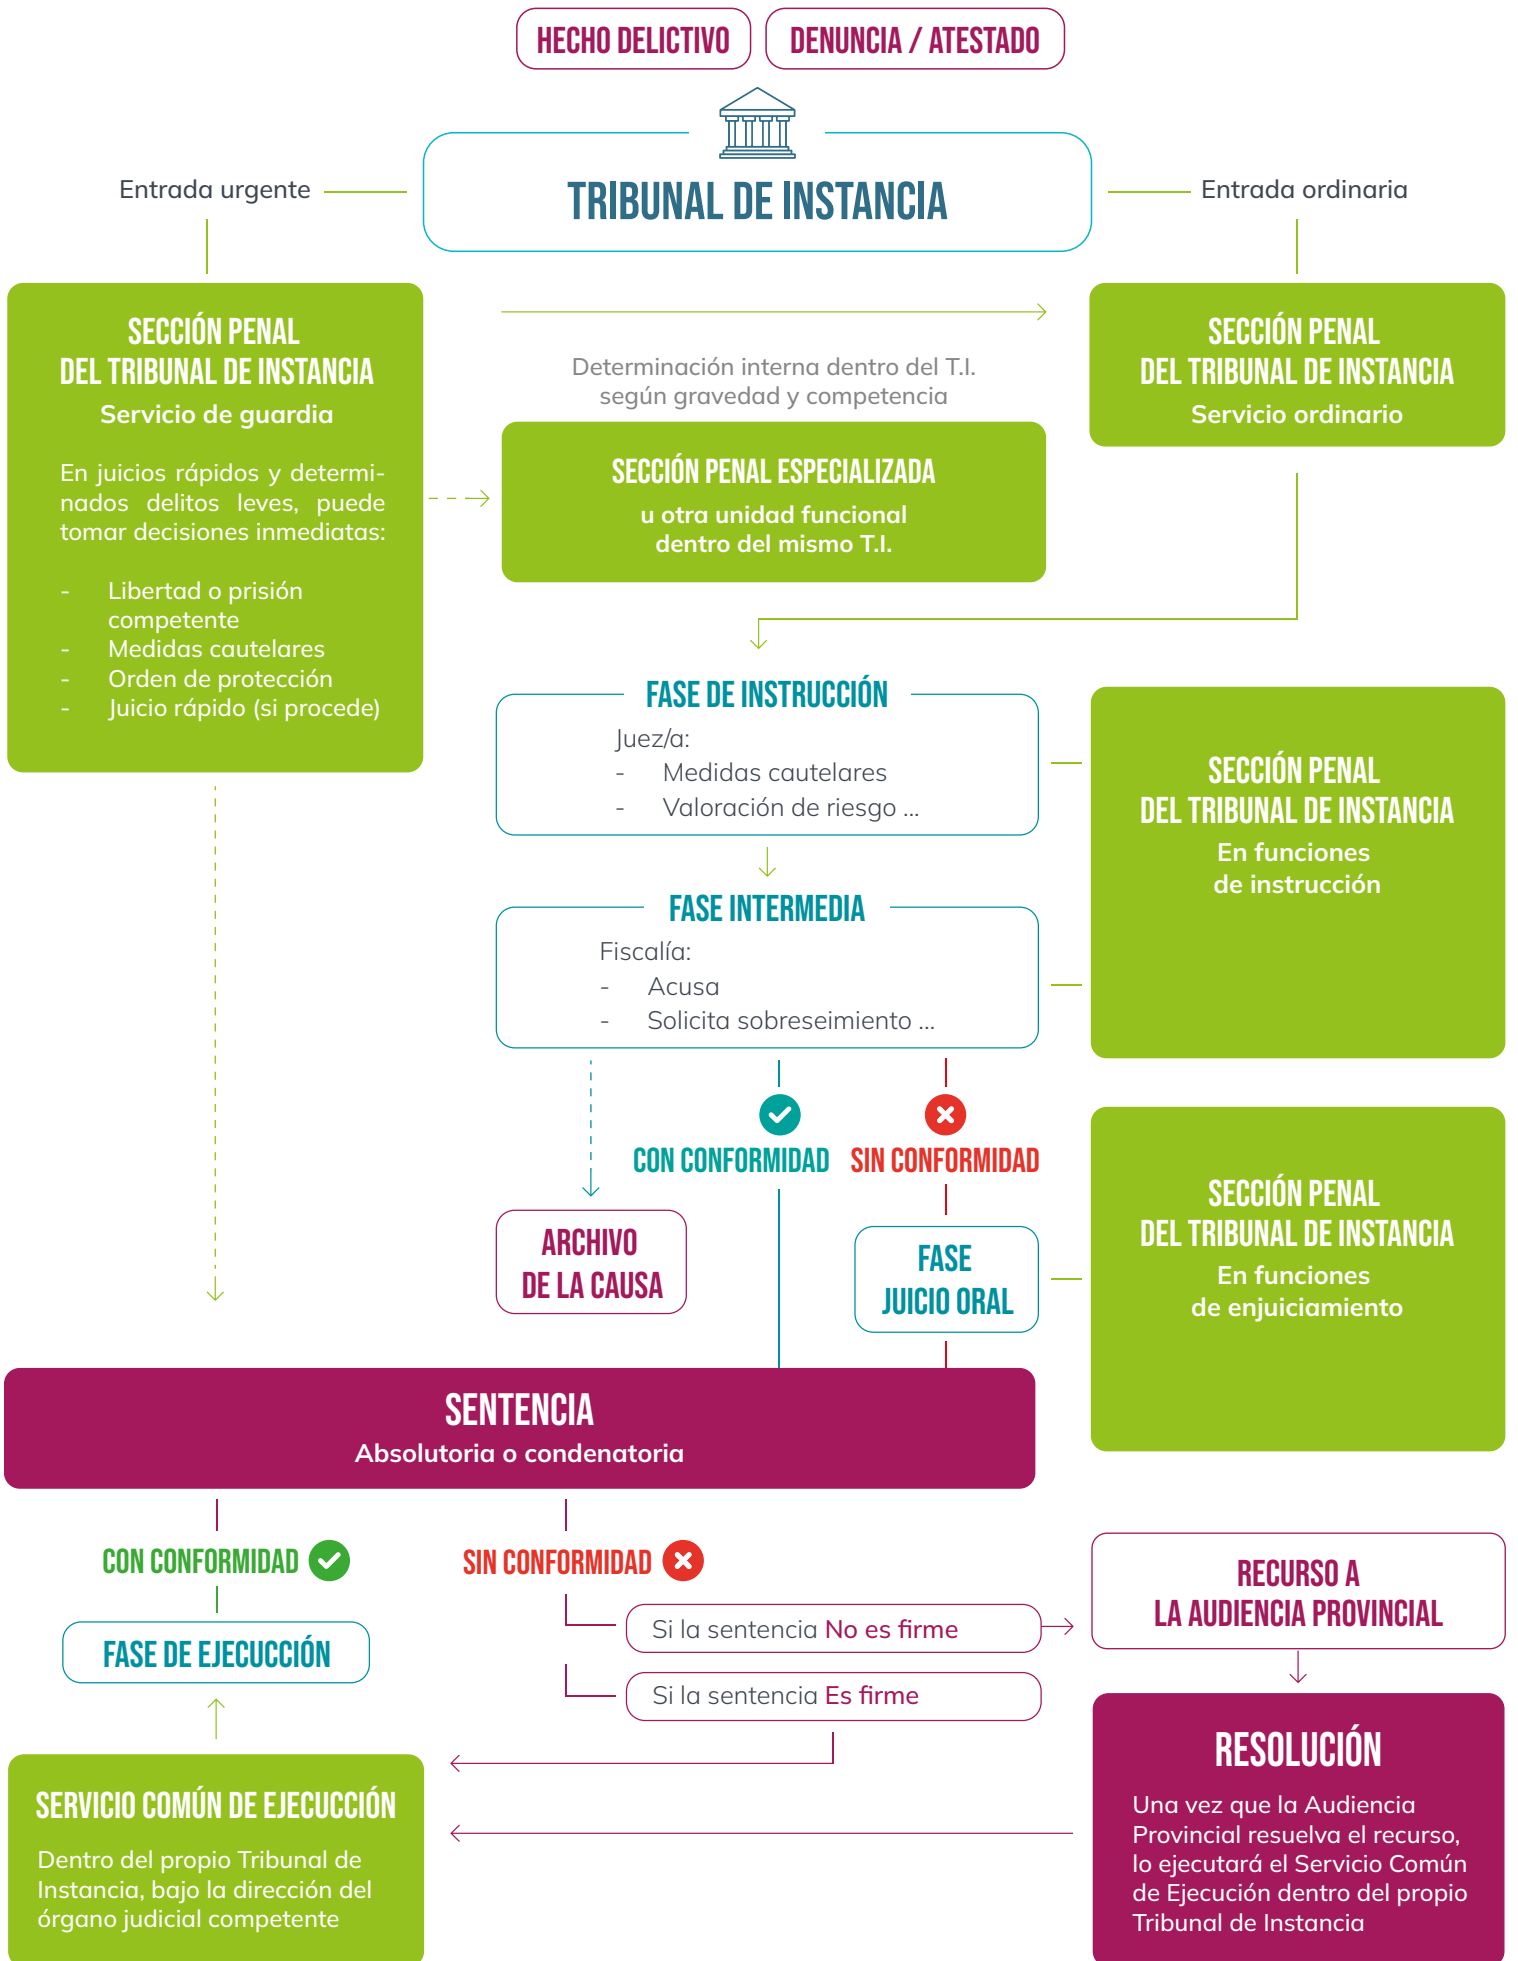 HECHO DELICTIVO
DENUNCIA / ATESTADO
TRIBUNAL DE INSTANCIA
Entrada urgente
Entrada ordinaria
SECCIÓN PENAL
DEL TRIBUNAL DE INSTANCIA
Servicio de guardia
En juicios rápidos y determi-
nados delitos leves, puede
tomar decisiones inmediatas:
- Libertad o prisión
competente
- Medidas cautelares
- Orden de protección
- Juicio rápido (si procede)
Determinación interna dentro del T.I.
según gravedad y competencia
SECCIÓN PENAL ESPECIALIZADA
u otra unidad funcional
dentro del mismo T.I.
SECCIÓN PENAL
DEL TRIBUNAL DE INSTANCIA
Servicio ordinario
FASE DE INSTRUCCIÓN
Juez/a:
- Medidas cautelares
- Valoración de riesgo ...
SECCIÓN PENAL
DEL TRIBUNAL DE INSTANCIA
En funciones
de instrucción
FASE INTERMEDIA
Fiscalía:
- Acusa
- Solicita sobreseimiento ...
CON CONFORMIDAD
SIN CONFORMIDAD
ARCHIVO
DE LA CAUSA
FASE
JUICIO ORAL
SECCIÓN PENAL
DEL TRIBUNAL DE INSTANCIA
En funciones
de enjuiciamiento
SENTENCIA
Absolutoria o condenatoria
CON CONFORMIDAD
SIN CONFORMIDAD
FASE DE EJECUCCIÓN
Si la sentencia No es firme
Si la sentencia Es firme
RECURSO A
LA AUDIENCIA PROVINCIAL
SERVICIO COMÚN DE EJECUCCIÓN
Dentro del propio Tribunal de
Instancia, bajo la dirección del
órgano judicial competente
RESOLUCIÓN
Una vez que la Audiencia
Provincial resuelva el recurso,
lo ejecutará el Servicio Común
de Ejecución dentro del propio
Tribunal de Instancia